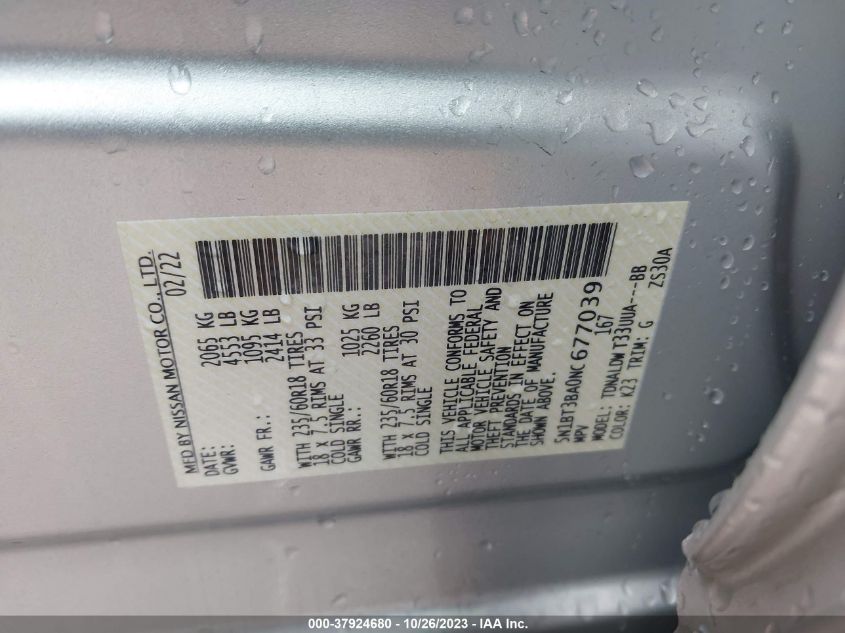 MFD BY NISSAN MOTOR CO., LTD.
DATE: 02/22
GVWR: 2065 KG
4553 LB
GAWR FR.: 1095 KG
2414 LB
WITH 235/60R18 TIRES
18 X 7.5 RIMS AT 33 PSI
COLD SINGLE
GAWR RR.: 1025 KG
2260 LB
WITH 235/60R18 TIRES
18 X 7.5 RIMS AT 30 PSI
COLD SINGLE
THIS VEHICLE CONFORMS TO
ALL APPLICABLE FEDERAL
MOTOR VEHICLE SAFETY AND
THEFT PREVENTION
STANDARDS IN EFFECT ON
THE DATE OF MANUFACTURE
SHOWN ABOVE.
5N1BT3BA0NC677039
MPV 167
MODEL: TDNALDW T33UUA---BB
COLOR: K23 TRIM: G ZS30A
000-37924680 - 10/26/2023 - IAA Inc.